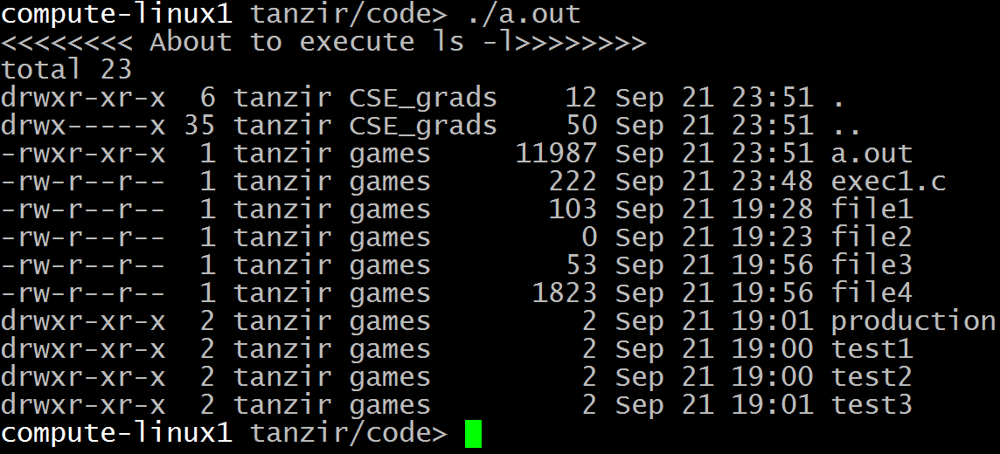 compute-linux1 tanzir/code> ./a.out
<<<<<<<< About to execute ls -l>>>>>>>>
total 23
drwxr-xr-x  6 tanzir CSE_grads    12 Sep 21 23:51 .
drwx-----x 35 tanzir CSE_grads    50 Sep 21 23:51 ..
-rwxr-xr-x  1 tanzir games     11987 Sep 21 23:51 a.out
-rw-r--r--  1 tanzir games       222 Sep 21 23:48 exec1.c
-rw-r--r--  1 tanzir games       103 Sep 21 19:28 file1
-rw-r--r--  1 tanzir games         0 Sep 21 19:23 file2
-rw-r--r--  1 tanzir games        53 Sep 21 19:56 file3
-rw-r--r--  1 tanzir games      1823 Sep 21 19:56 file4
drwxr-xr-x  2 tanzir games         2 Sep 21 19:01 production
drwxr-xr-x  2 tanzir games         2 Sep 21 19:00 test1
drwxr-xr-x  2 tanzir games         2 Sep 21 19:00 test2
drwxr-xr-x  2 tanzir games         2 Sep 21 19:01 test3
compute-linux1 tanzir/code>